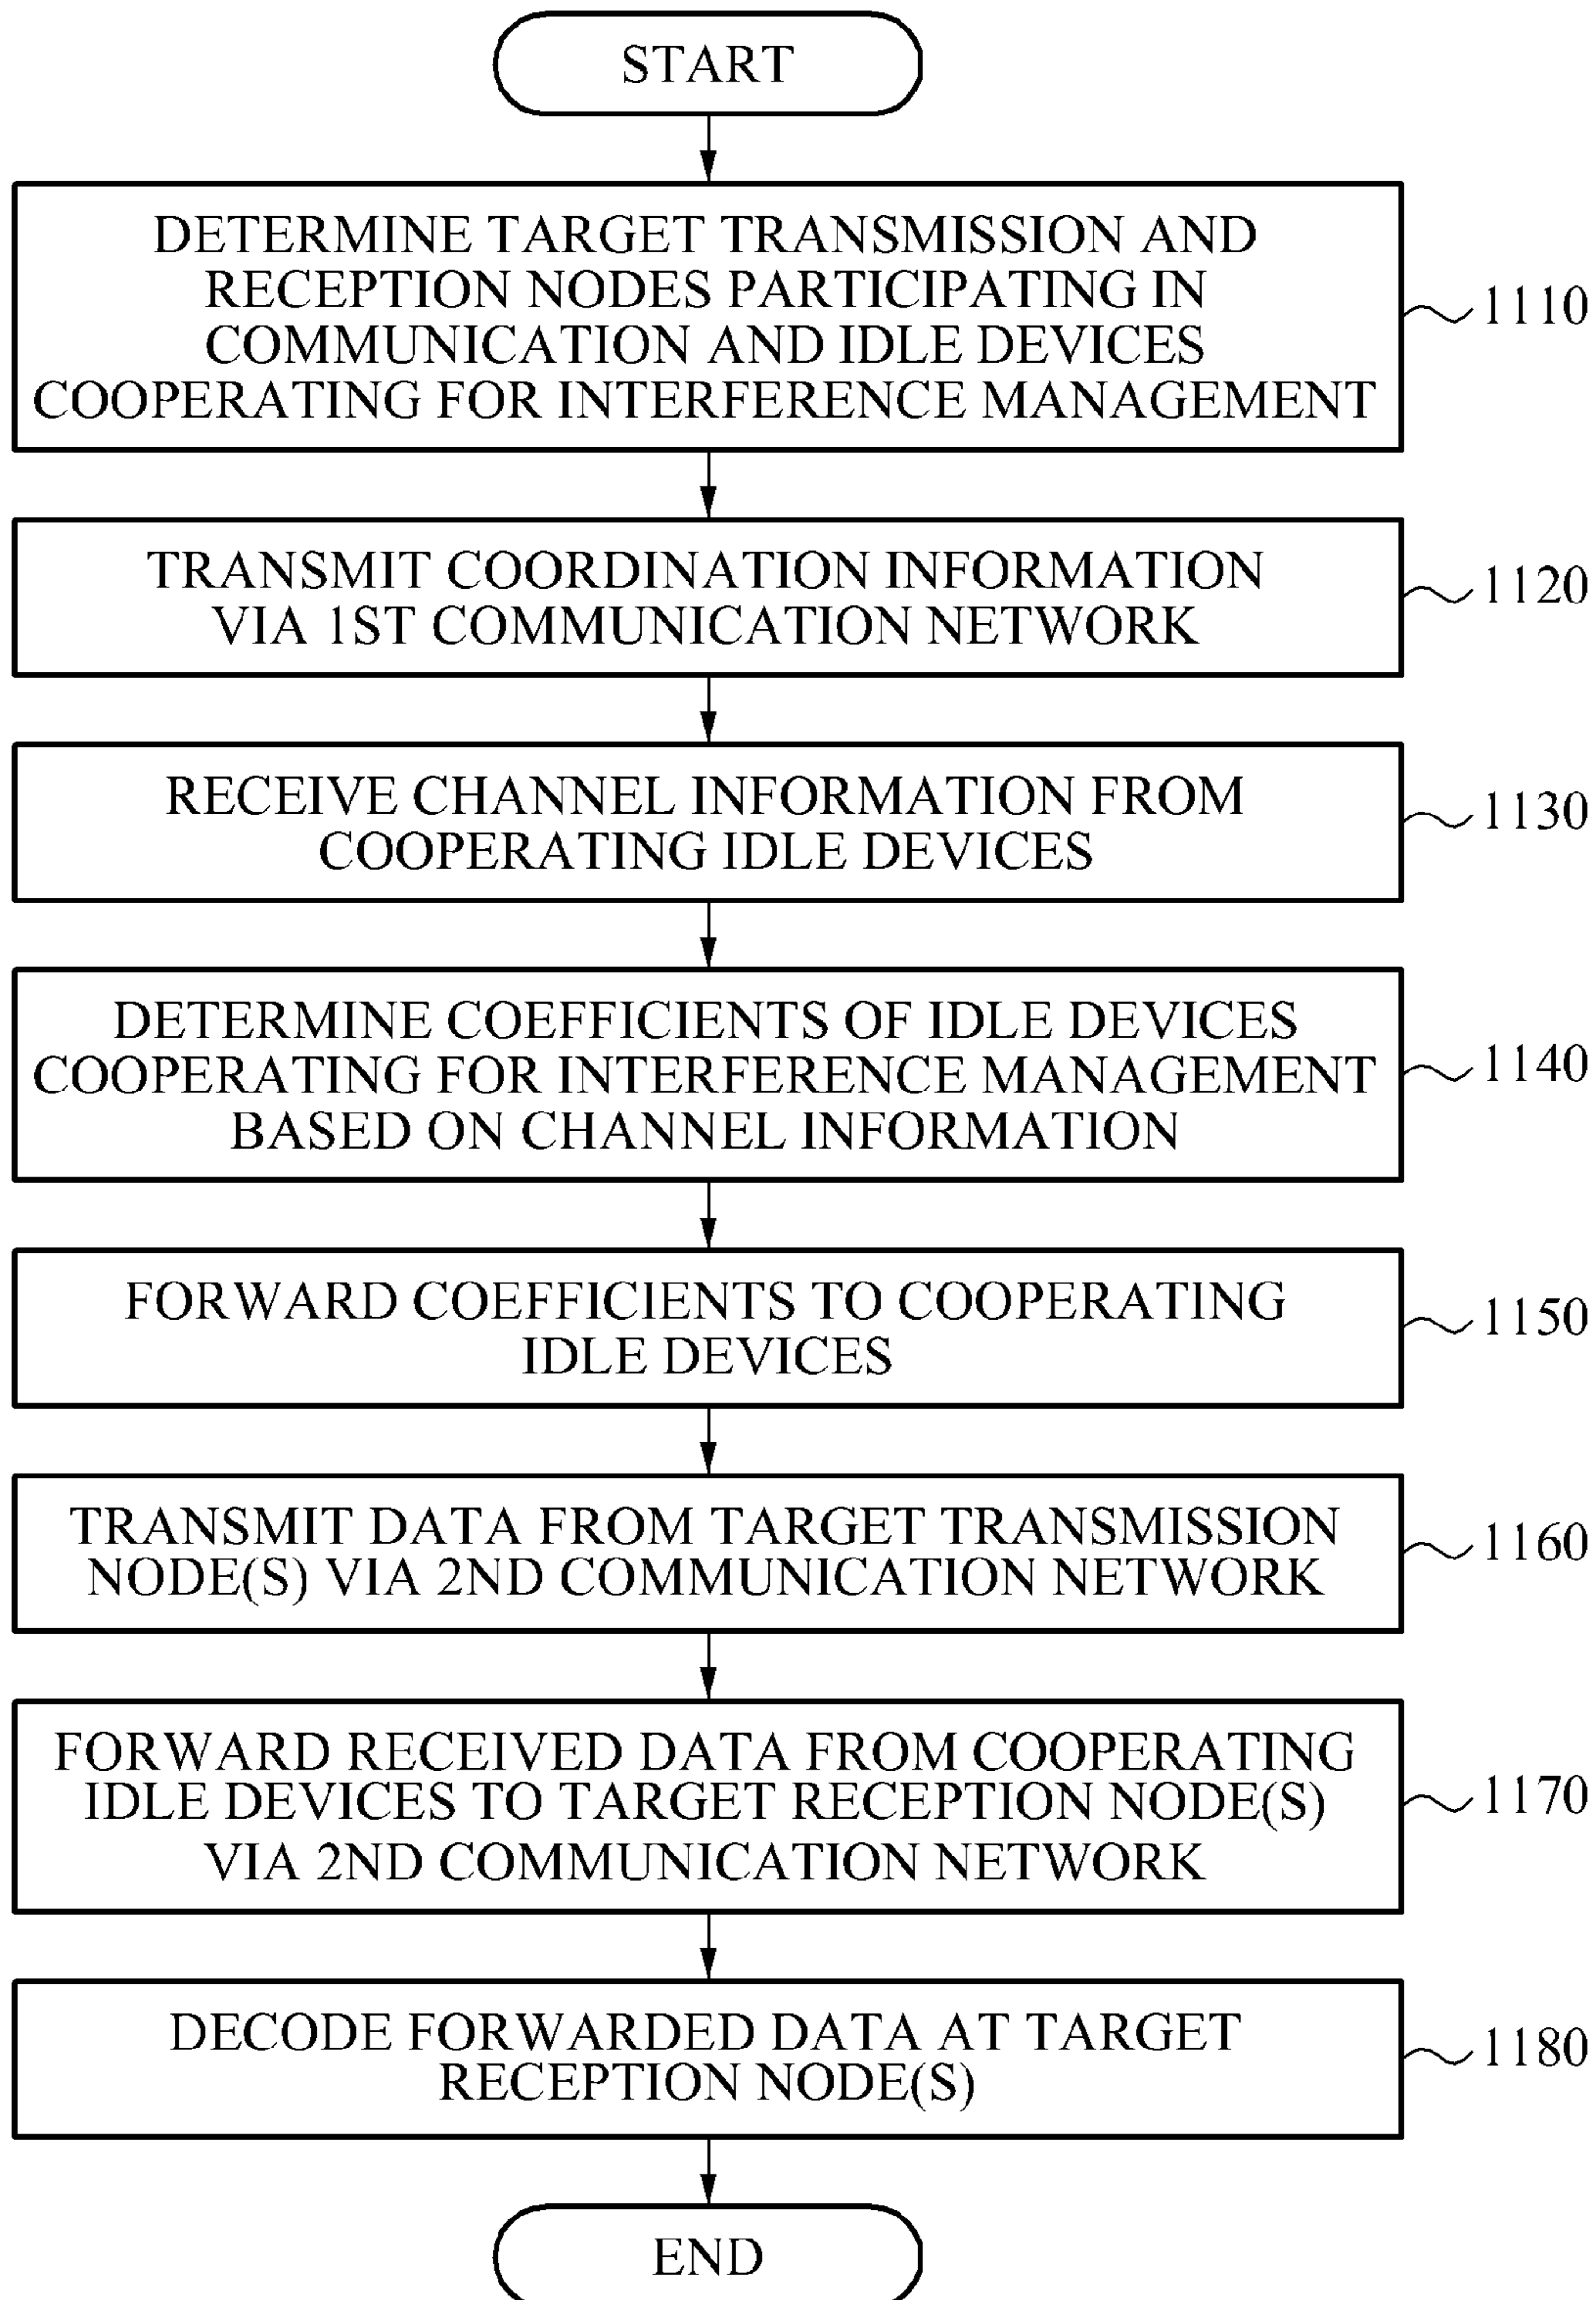 START
DETERMINE TARGET TRANSMISSION AND
RECEPTION NODES PARTICIPATING IN
COMMUNICATION AND IDLE DEVICES
COOPERATING FOR INTERFERENCE MANAGEMENT
1110
TRANSMIT COORDINATION INFORMATION
VIA 1ST COMMUNICATION NETWORK
1120
RECEIVE CHANNEL INFORMATION FROM
COOPERATING IDLE DEVICES
1130
DETERMINE COEFFICIENTS OF IDLE DEVICES
COOPERATING FOR INTERFERENCE MANAGEMENT
BASED ON CHANNEL INFORMATION
1140
FORWARD COEFFICIENTS TO COOPERATING
IDLE DEVICES
1150
TRANSMIT DATA FROM TARGET TRANSMISSION
NODE(S) VIA 2ND COMMUNICATION NETWORK
1160
FORWARD RECEIVED DATA FROM COOPERATING
IDLE DEVICES TO TARGET RECEPTION NODE(S)
VIA 2ND COMMUNICATION NETWORK
1170
DECODE FORWARDED DATA AT TARGET
RECEPTION NODE(S)
1180
END